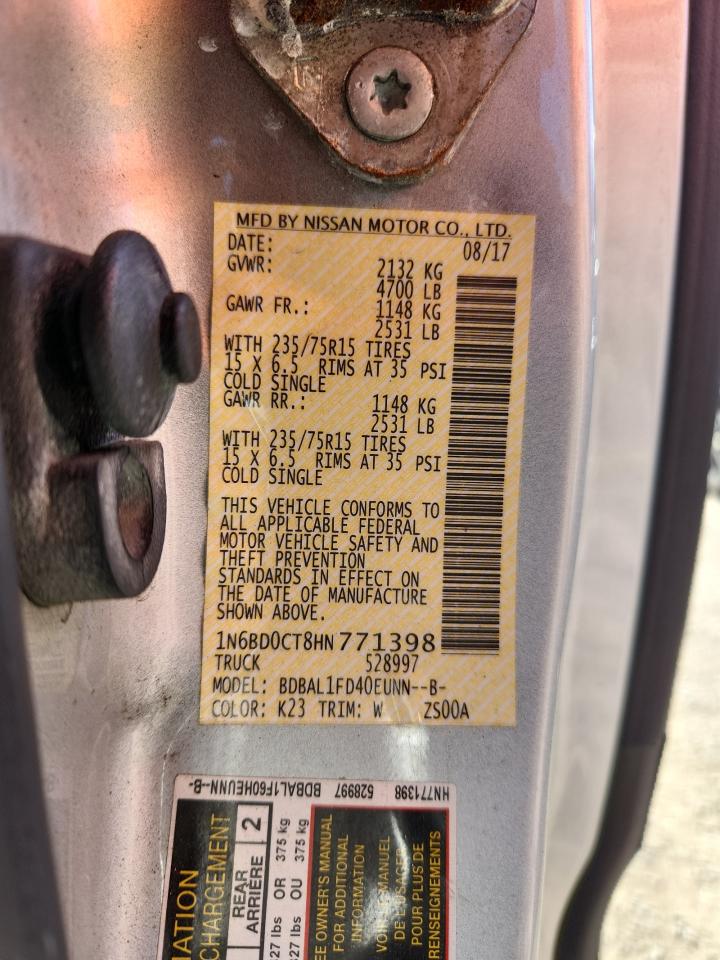 MFD BY NISSAN MOTOR CO., LTD.
DATE: 08/17
GVWR: 2132 KG
4700 LB
GAWR FR.: 1148 KG
2531 LB
WITH 235/75R15 TIRES
15 X 6.5 RIMS AT 35 PSI
COLD SINGLE
GAWR RR.: 1148 KG
2531 LB
WITH 235/75R15 TIRES
15 X 6.5 RIMS AT 35 PSI
COLD SINGLE
THIS VEHICLE CONFORMS TO
ALL APPLICABLE FEDERAL
MOTOR VEHICLE SAFETY AND
THEFT PREVENTION
STANDARDS IN EFFECT ON
THE DATE OF MANUFACTURE
SHOWN ABOVE.
1N6BD0CT8HN771398
TRUCK 528997
MODEL: BDBAL1FD40EUNN--B-
COLOR: K23 TRIM: W ZS00A
HN771398 528997 BDBAL1F60HEUNN--B-
CHARGEMENT
REAR 2
ARRIÈRE
OR 375 kg
OU 375 kg
OWNER'S MANUAL
FOR ADDITIONAL
INFORMATION
VOIR LE MANUEL
DE L'USAGER
POUR PLUS DE
RENSEIGNEMENTS